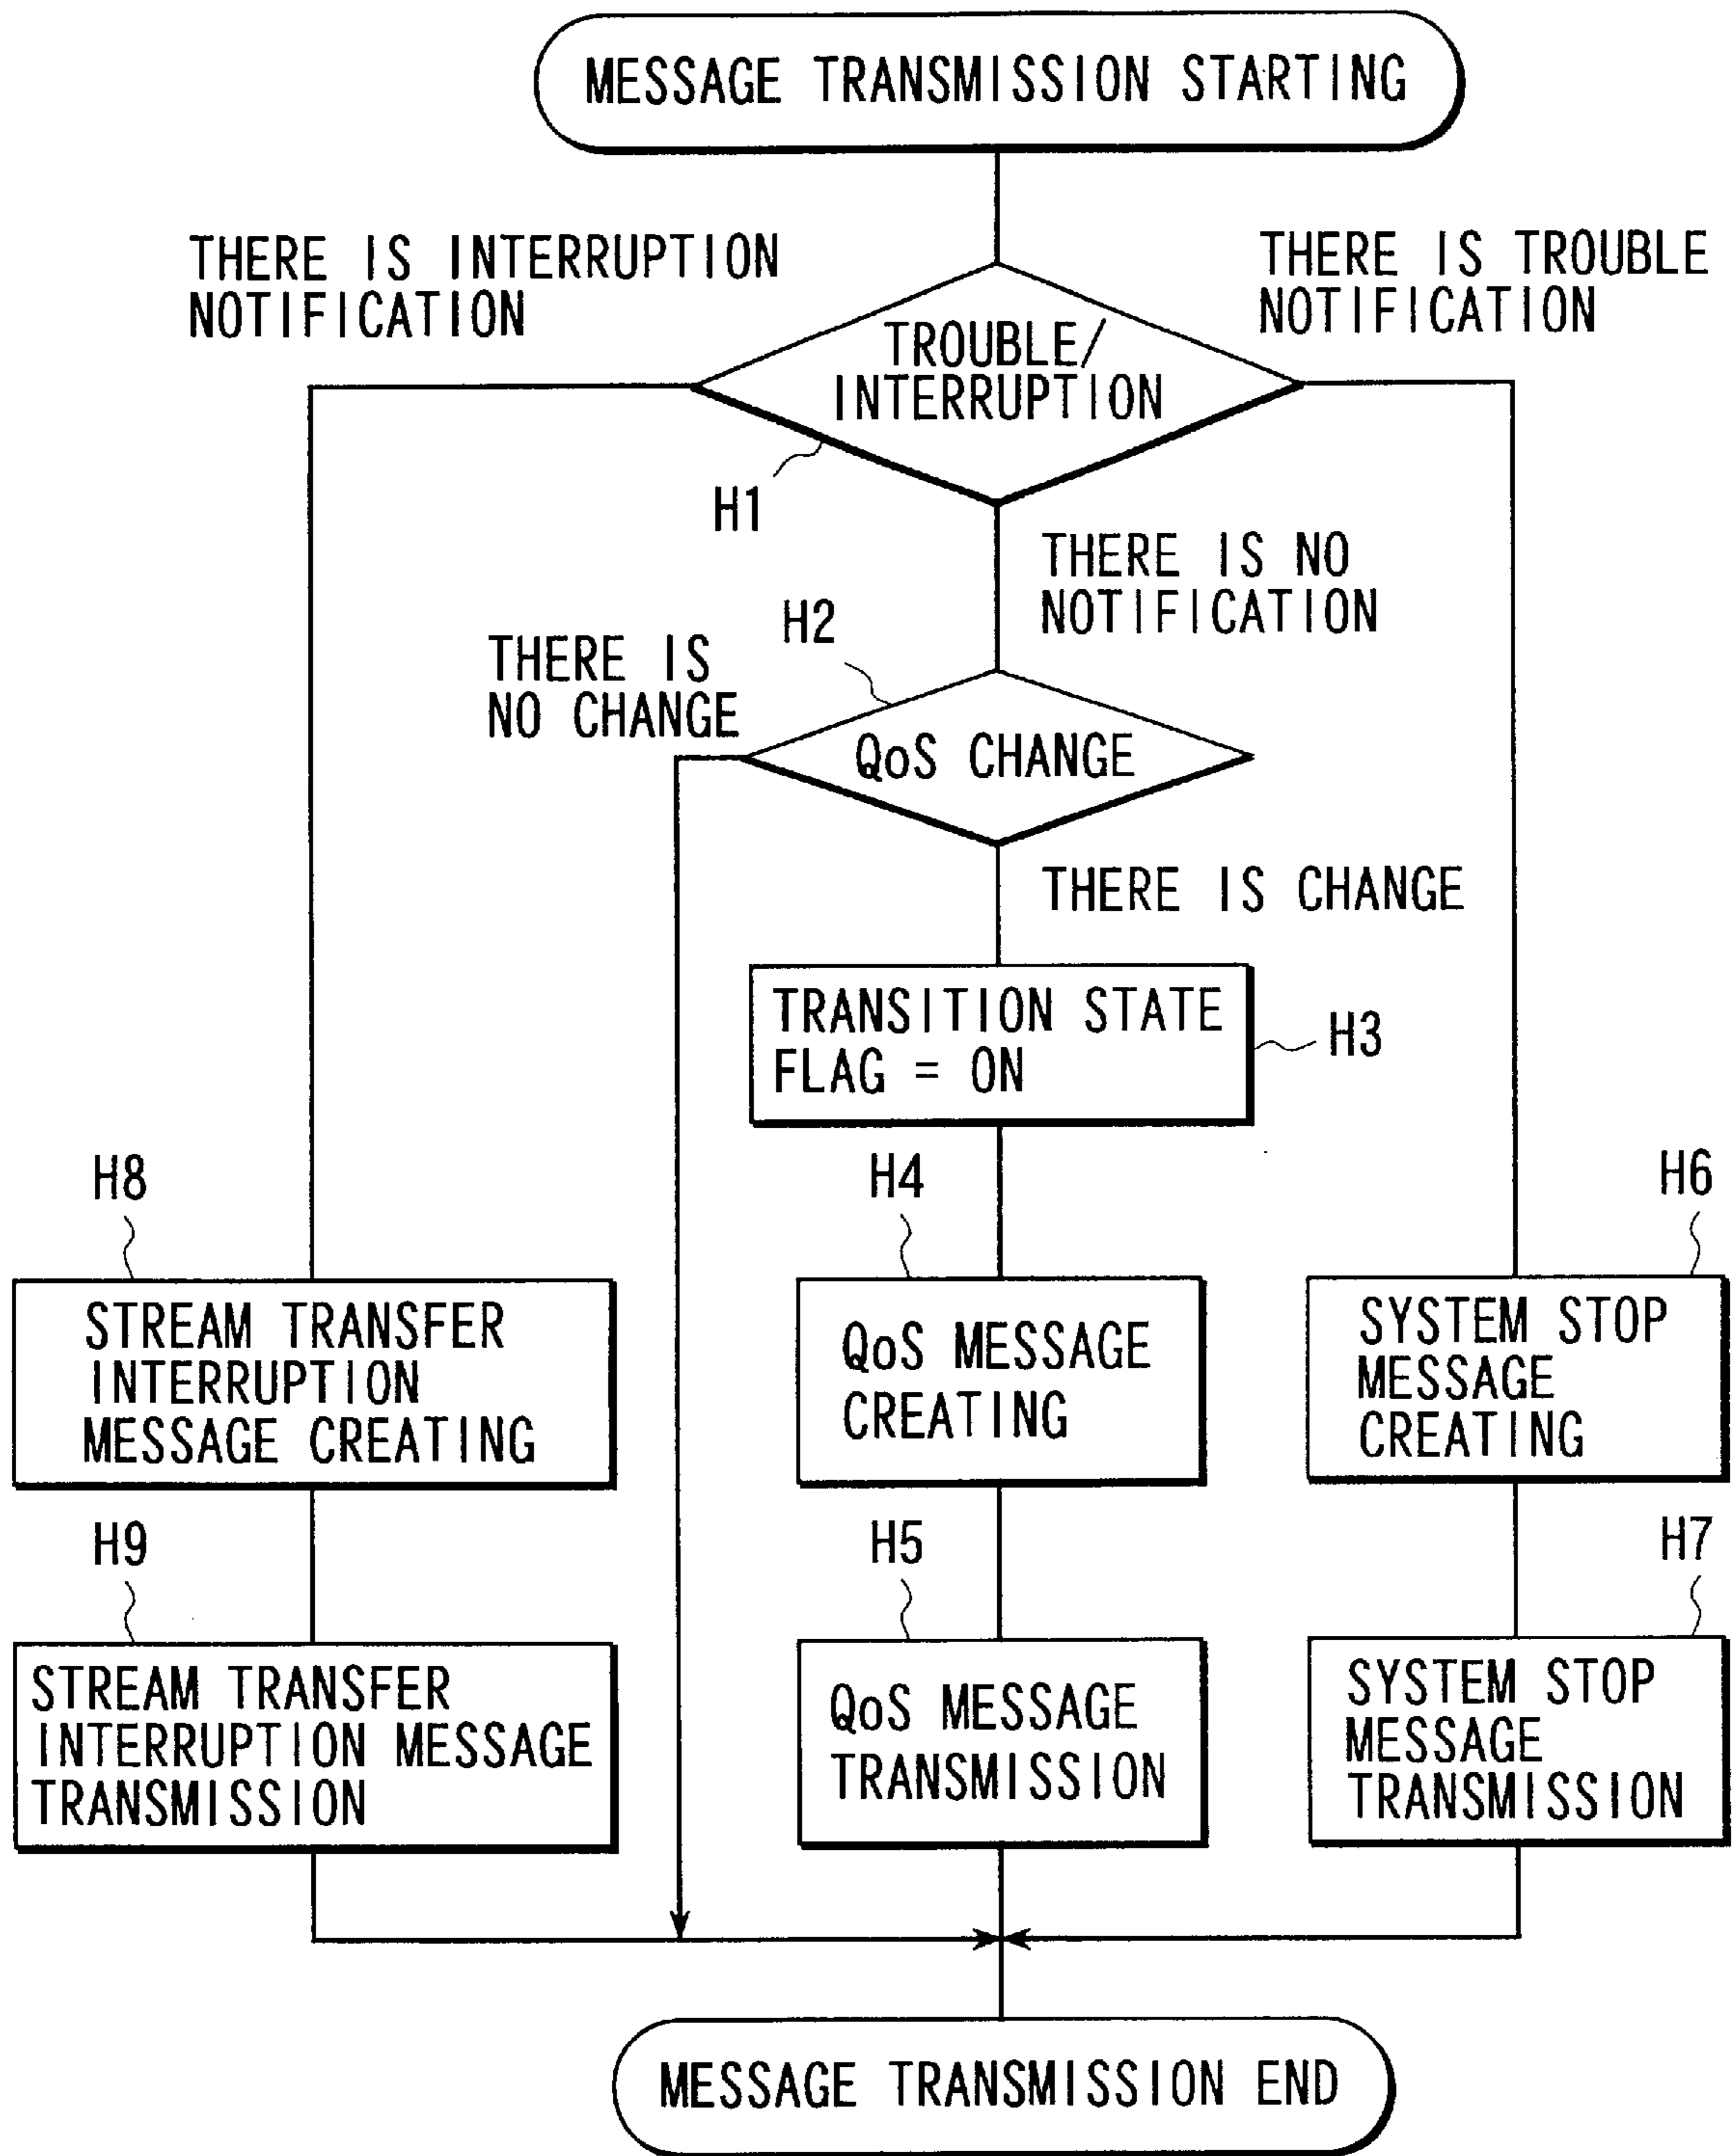 MESSAGE TRANSMISSION STARTING
THERE IS INTERRUPTION
NOTIFICATION
THERE IS TROUBLE
NOTIFICATION
TROUBLE/
INTERRUPTION
H1
THERE IS NO
NOTIFICATION
H2
THERE IS
NO CHANGE
QoS CHANGE
THERE IS CHANGE
TRANSITION STATE
FLAG = ON
H3
H8
H4
H6
STREAM TRANSFER
INTERRUPTION
MESSAGE CREATING
QoS MESSAGE
CREATING
SYSTEM STOP
MESSAGE
CREATING
H9
H5
H7
STREAM TRANSFER
INTERRUPTION MESSAGE
TRANSMISSION
QoS MESSAGE
TRANSMISSION
SYSTEM STOP
MESSAGE
TRANSMISSION
MESSAGE TRANSMISSION END